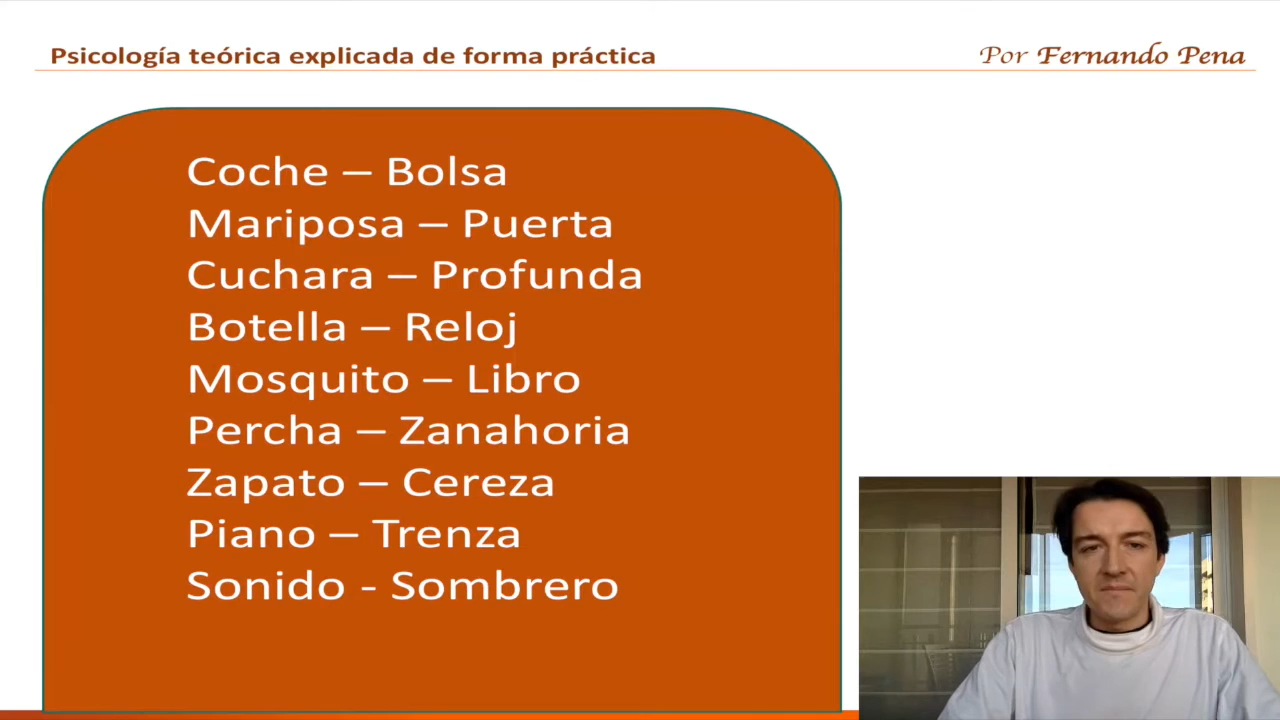 Psicología teórica explicada de forma práctica
Por Fernando Pena
Coche – Bolsa
Mariposa – Puerta
Cuchara – Profunda
Botella – Reloj
Mosquito – Libro
Percha – Zanahoria
Zapato – Cereza
Piano – Trenza
Sonido - Sombrero